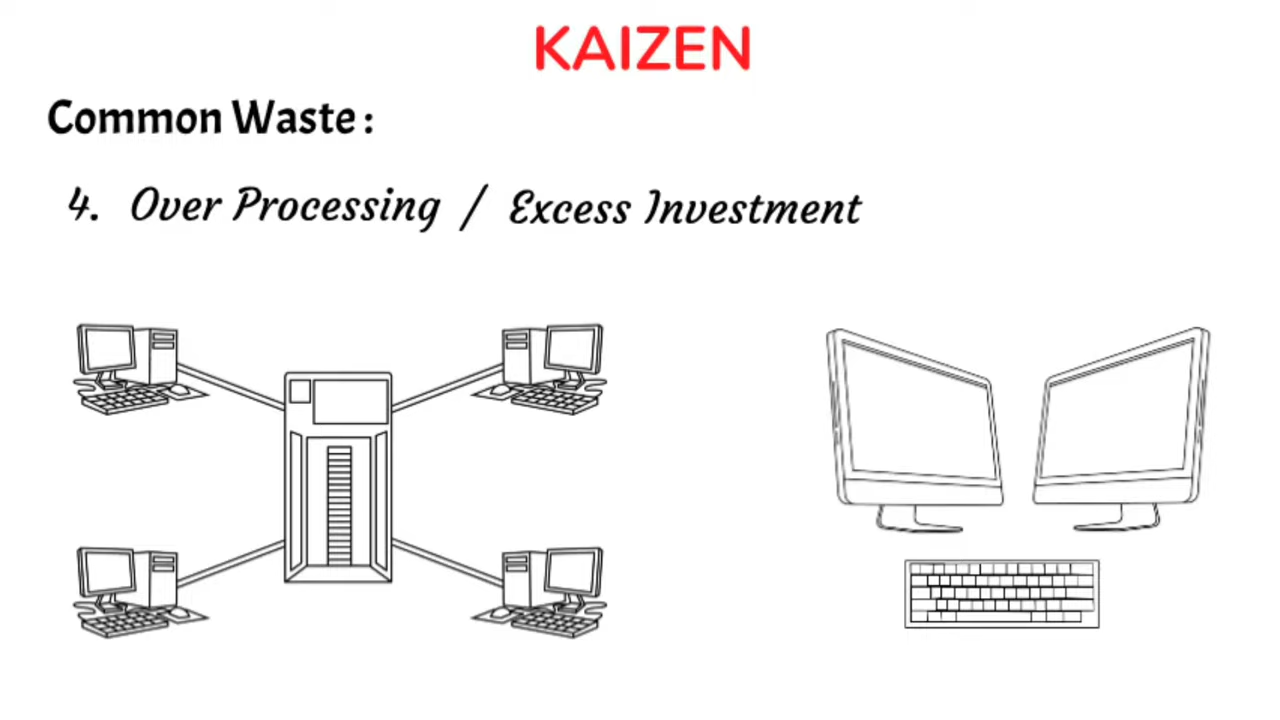 KAIZEN
Common Waste :
4. Over Processing / Excess Investment